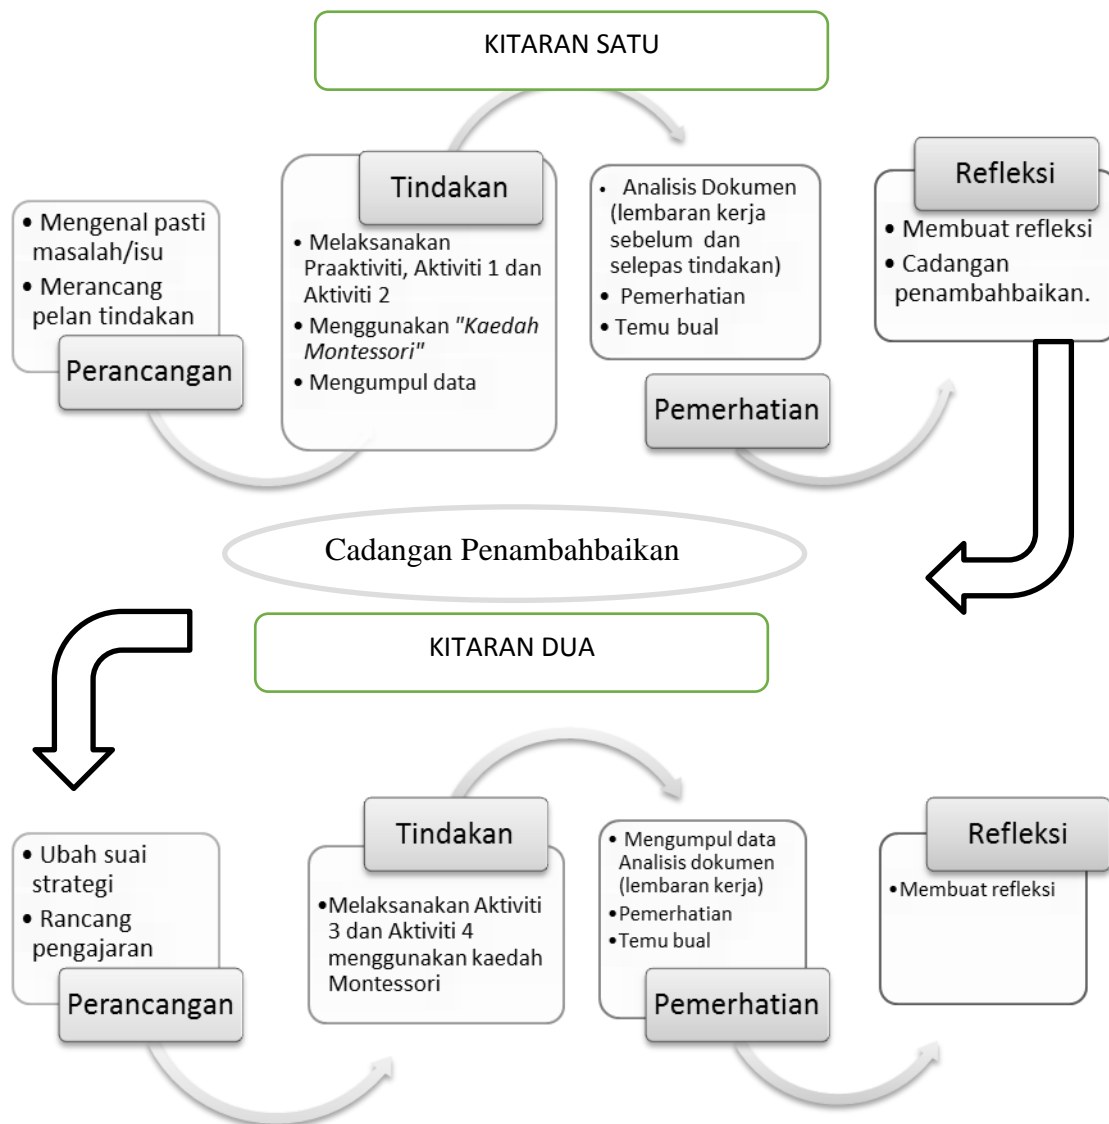 KITARAN SATU
• Mengenal pasti
masalah/isu
• Merancang
pelan tindakan
Perancangan
Tindakan
• Melaksanakan
Praaktiviti, Aktiviti 1 dan
Aktiviti 2
• Menggunakan "Kaedah
Montessori"
• Mengumpul data
• Analisis Dokumen
(lembaran kerja
sebelum dan
selepas tindakan)
• Pemerhatian
• Temu bual
Pemerhatian
Refleksi
• Membuat refleksi
• Cadangan
penambahbaikan.
Cadangan Penambahbaikan
KITARAN DUA
• Ubah suai
strategi
• Rancang
pengajaran
Perancangan
Tindakan
•Melaksanakan Aktiviti
3 dan Aktiviti 4
menggunakan kaedah
Montessori
• Mengumpul data
Analisis dokumen
(lembaran kerja)
•Pemerhatian
•Temu bual
Pemerhatian
Refleksi
•Membuat refleksi